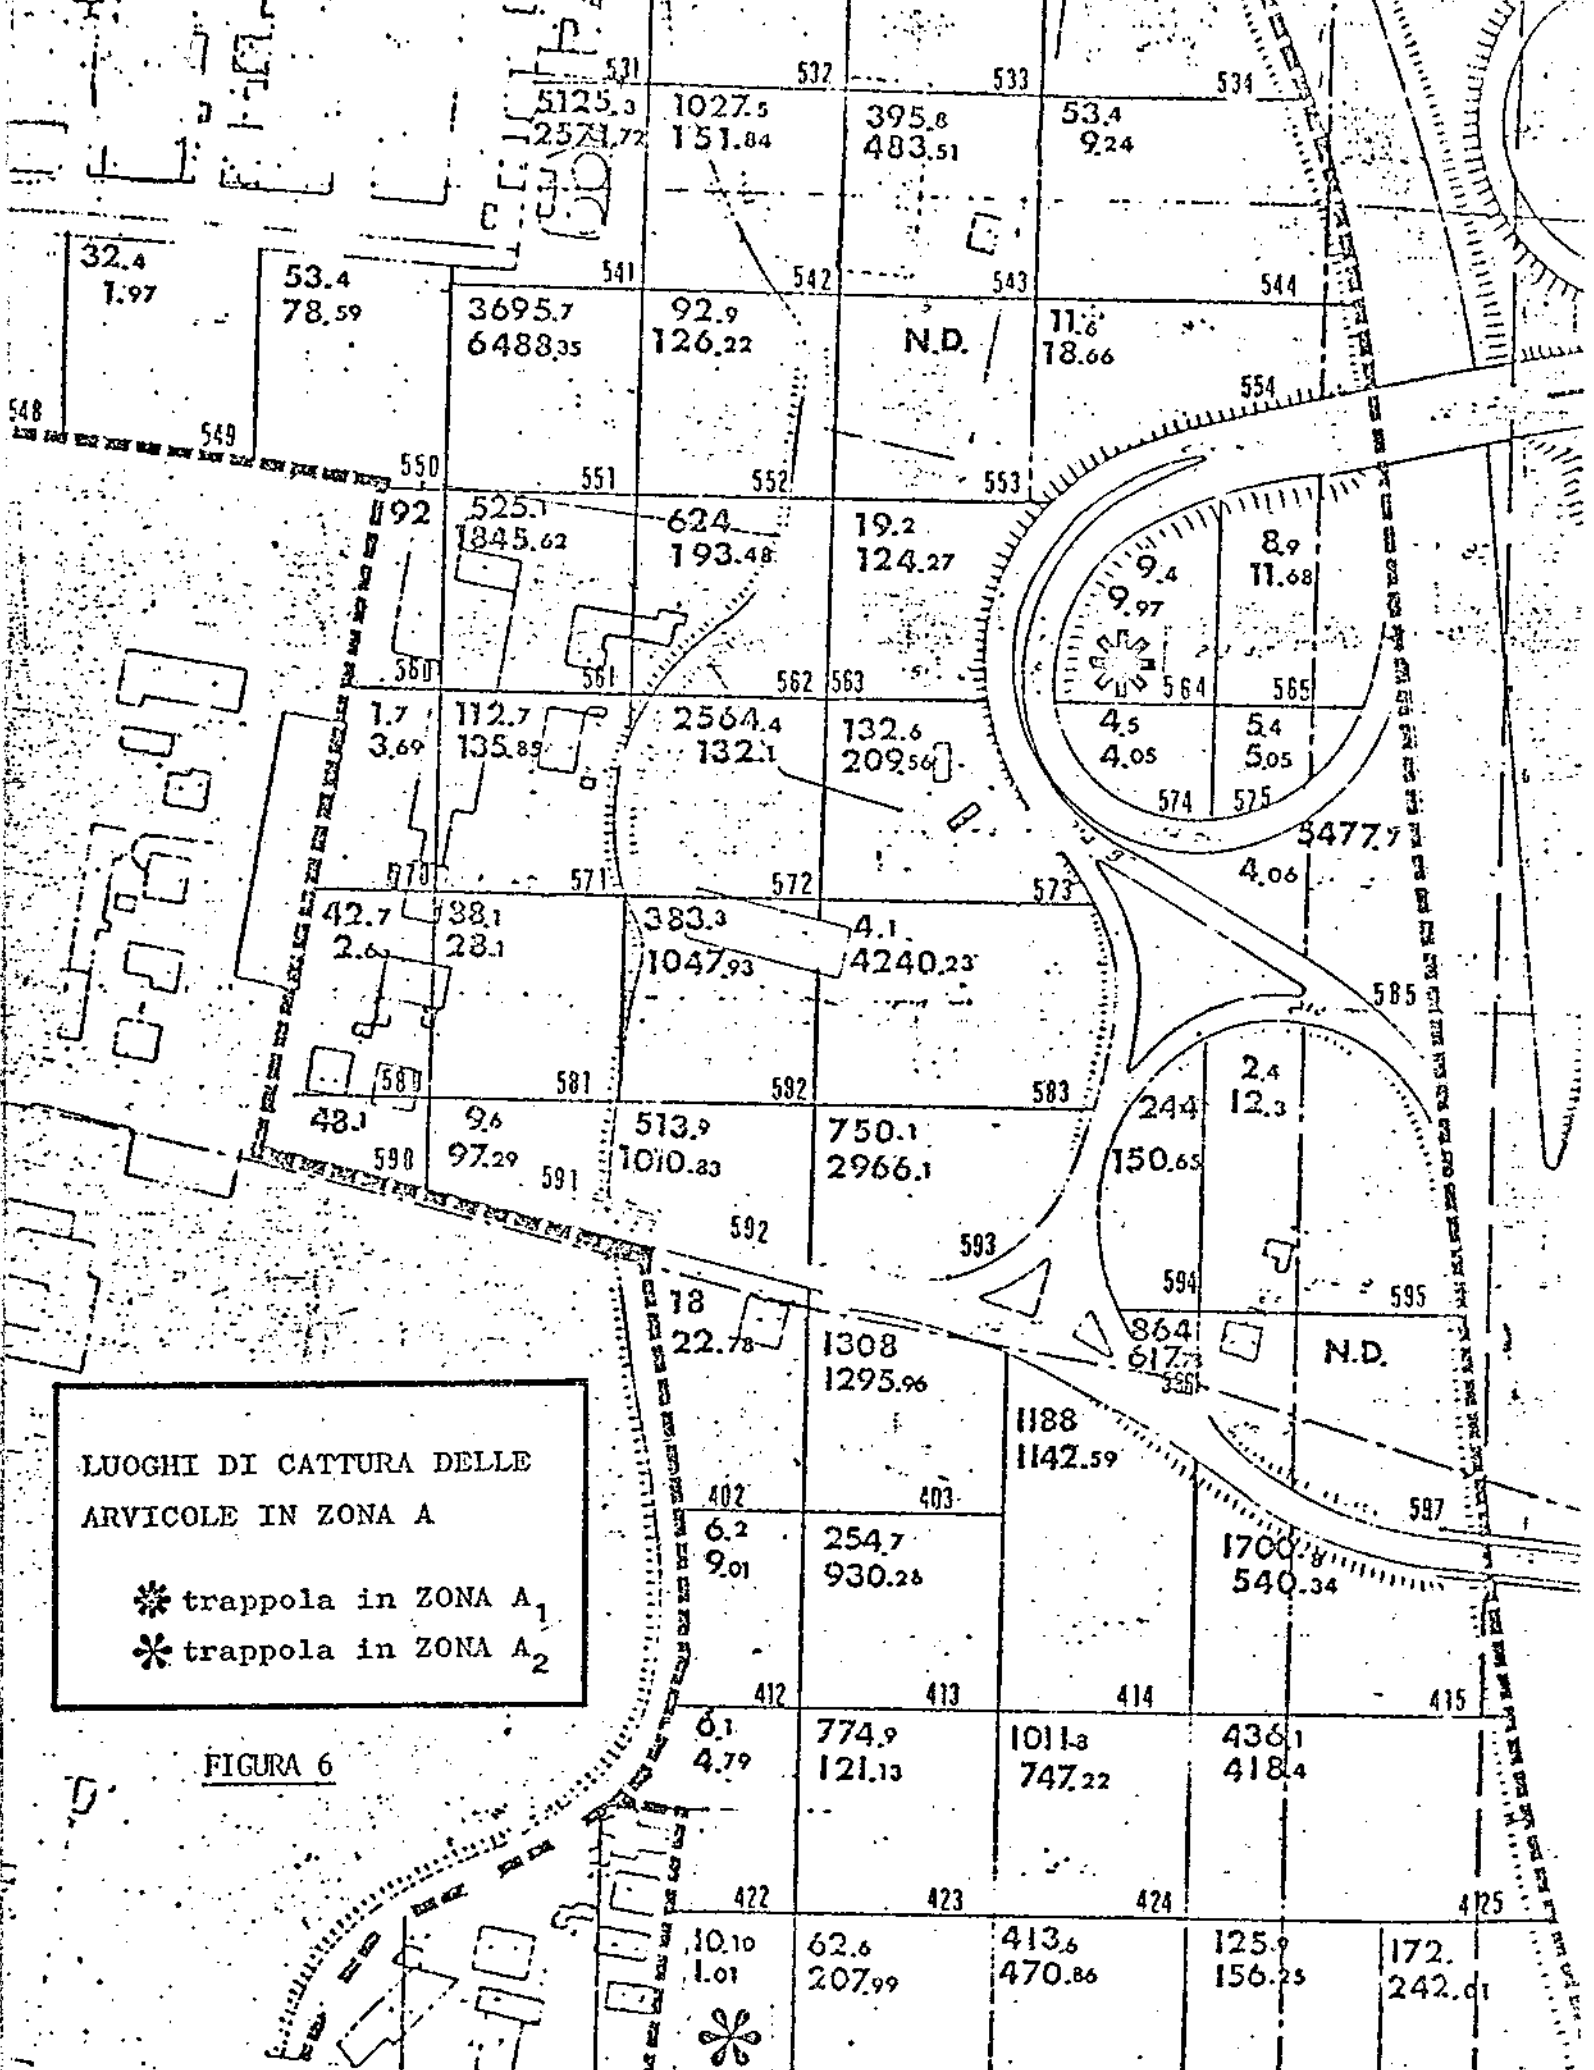 531 532 533 534
5125.3 1027.5 395.8 53.4
2571.72 151.84 483.51 9.24
32.4 53.4 541 542 543 544
1.97 78.59 3695.7 92.9 N.D. 11.6
6488.35 126.22 18.66
548 549 554
550 551 552 553
92 525.1 624 19.2 9.4 8.9
1845.62 193.48 124.27 9.97 11.68
560 561 562 563 564 565
1.7 112.7 2564.4 132.6 4.5 5.4
3.69 135.85 132.1 209.56 4.05 5.05
574 575
5477.7
4.06
570 571 572 573
42.7 38.1 383.3 4.1
2.6 28.1 1047.93 4240.23
585
580 581 582 583
48.1 9.6 513.9 750.1 244 2.4
97.29 1010.83 2966.1 150.65 12.3
590 591 592 593 594 595
18 1308 864 N.D.
22.78 1295.96 617
1188
1142.59
402 403 597
6.2 254.7 1700.8
9.01 930.26 540.34
LUOGHI DI CATTURA DELLE
ARVICOLE IN ZONA A
trappola in ZONA A1
trappola in ZONA A2
412 413 414 415
6.1 774.9 1011.3 436.1
4.79 121.13 747.22 418.4
FIGURA 6
422 423 424 425
10.10 62.6 413.6 125.9 172.
1.01 207.99 470.86 156.25 242.01